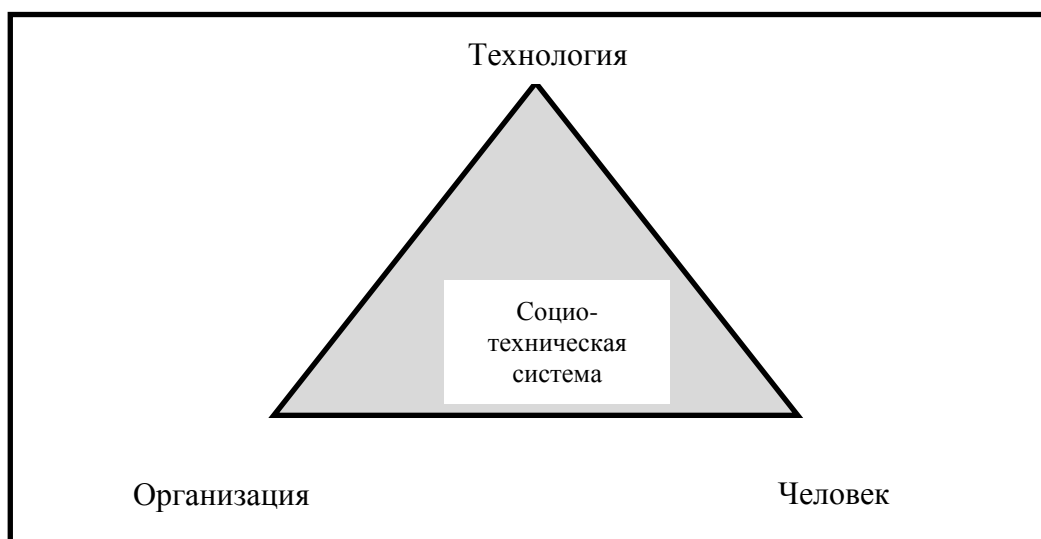 Технология
Социо-
техническая
система
Организация
Человек